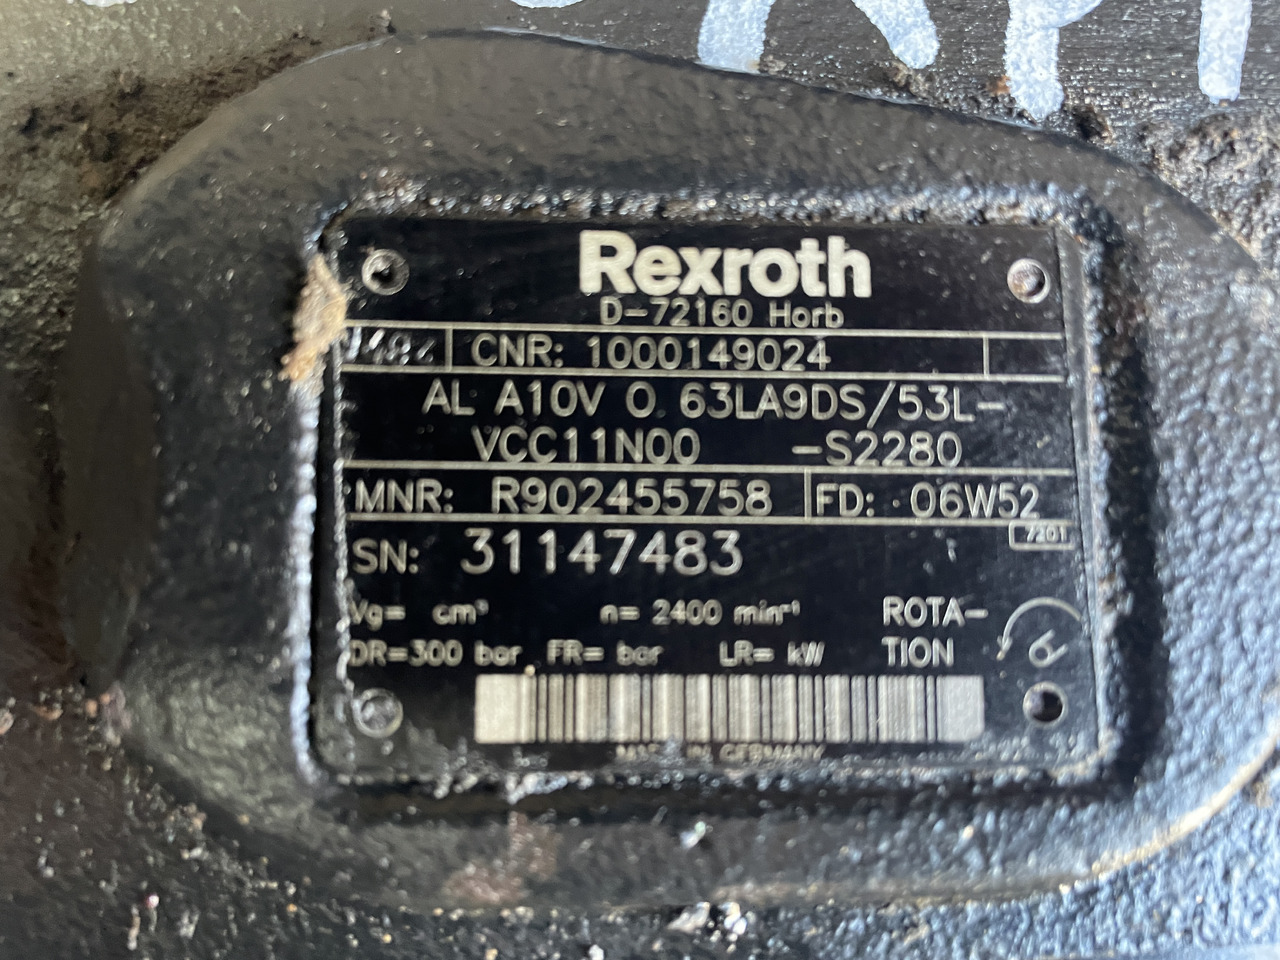 Rexroth
D-72160 Horb
CNR: 1000149024
AL A10V O 63LA9DS/53L-
VCC11N00 -S2280
MNR: R902455758 FD: 06W52
7201
SN: 31147483
Vg= cm³ n= 2400 min⁻¹ ROTA-
DR=300 bar FR= bar LR= kW TION
MADE IN GERMANY